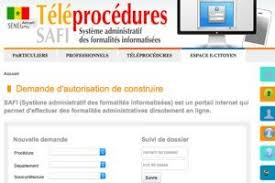 Téléprocédures
SAFI
Système administratif
des formalités informatisées
PARTICULIERS PROFESSIONNELS TÉLÉPROCÉDURES ESPACE E-CITOYEN
Accueil
Demande d'autorisation de construire
SAFI (Système administratif des formalités informatisées) est un portail internet qui
permet d'effectuer des formalités administratives directement en ligne.
Nouvelle demande Suivi de dossier
Procédure
Département
Suivre